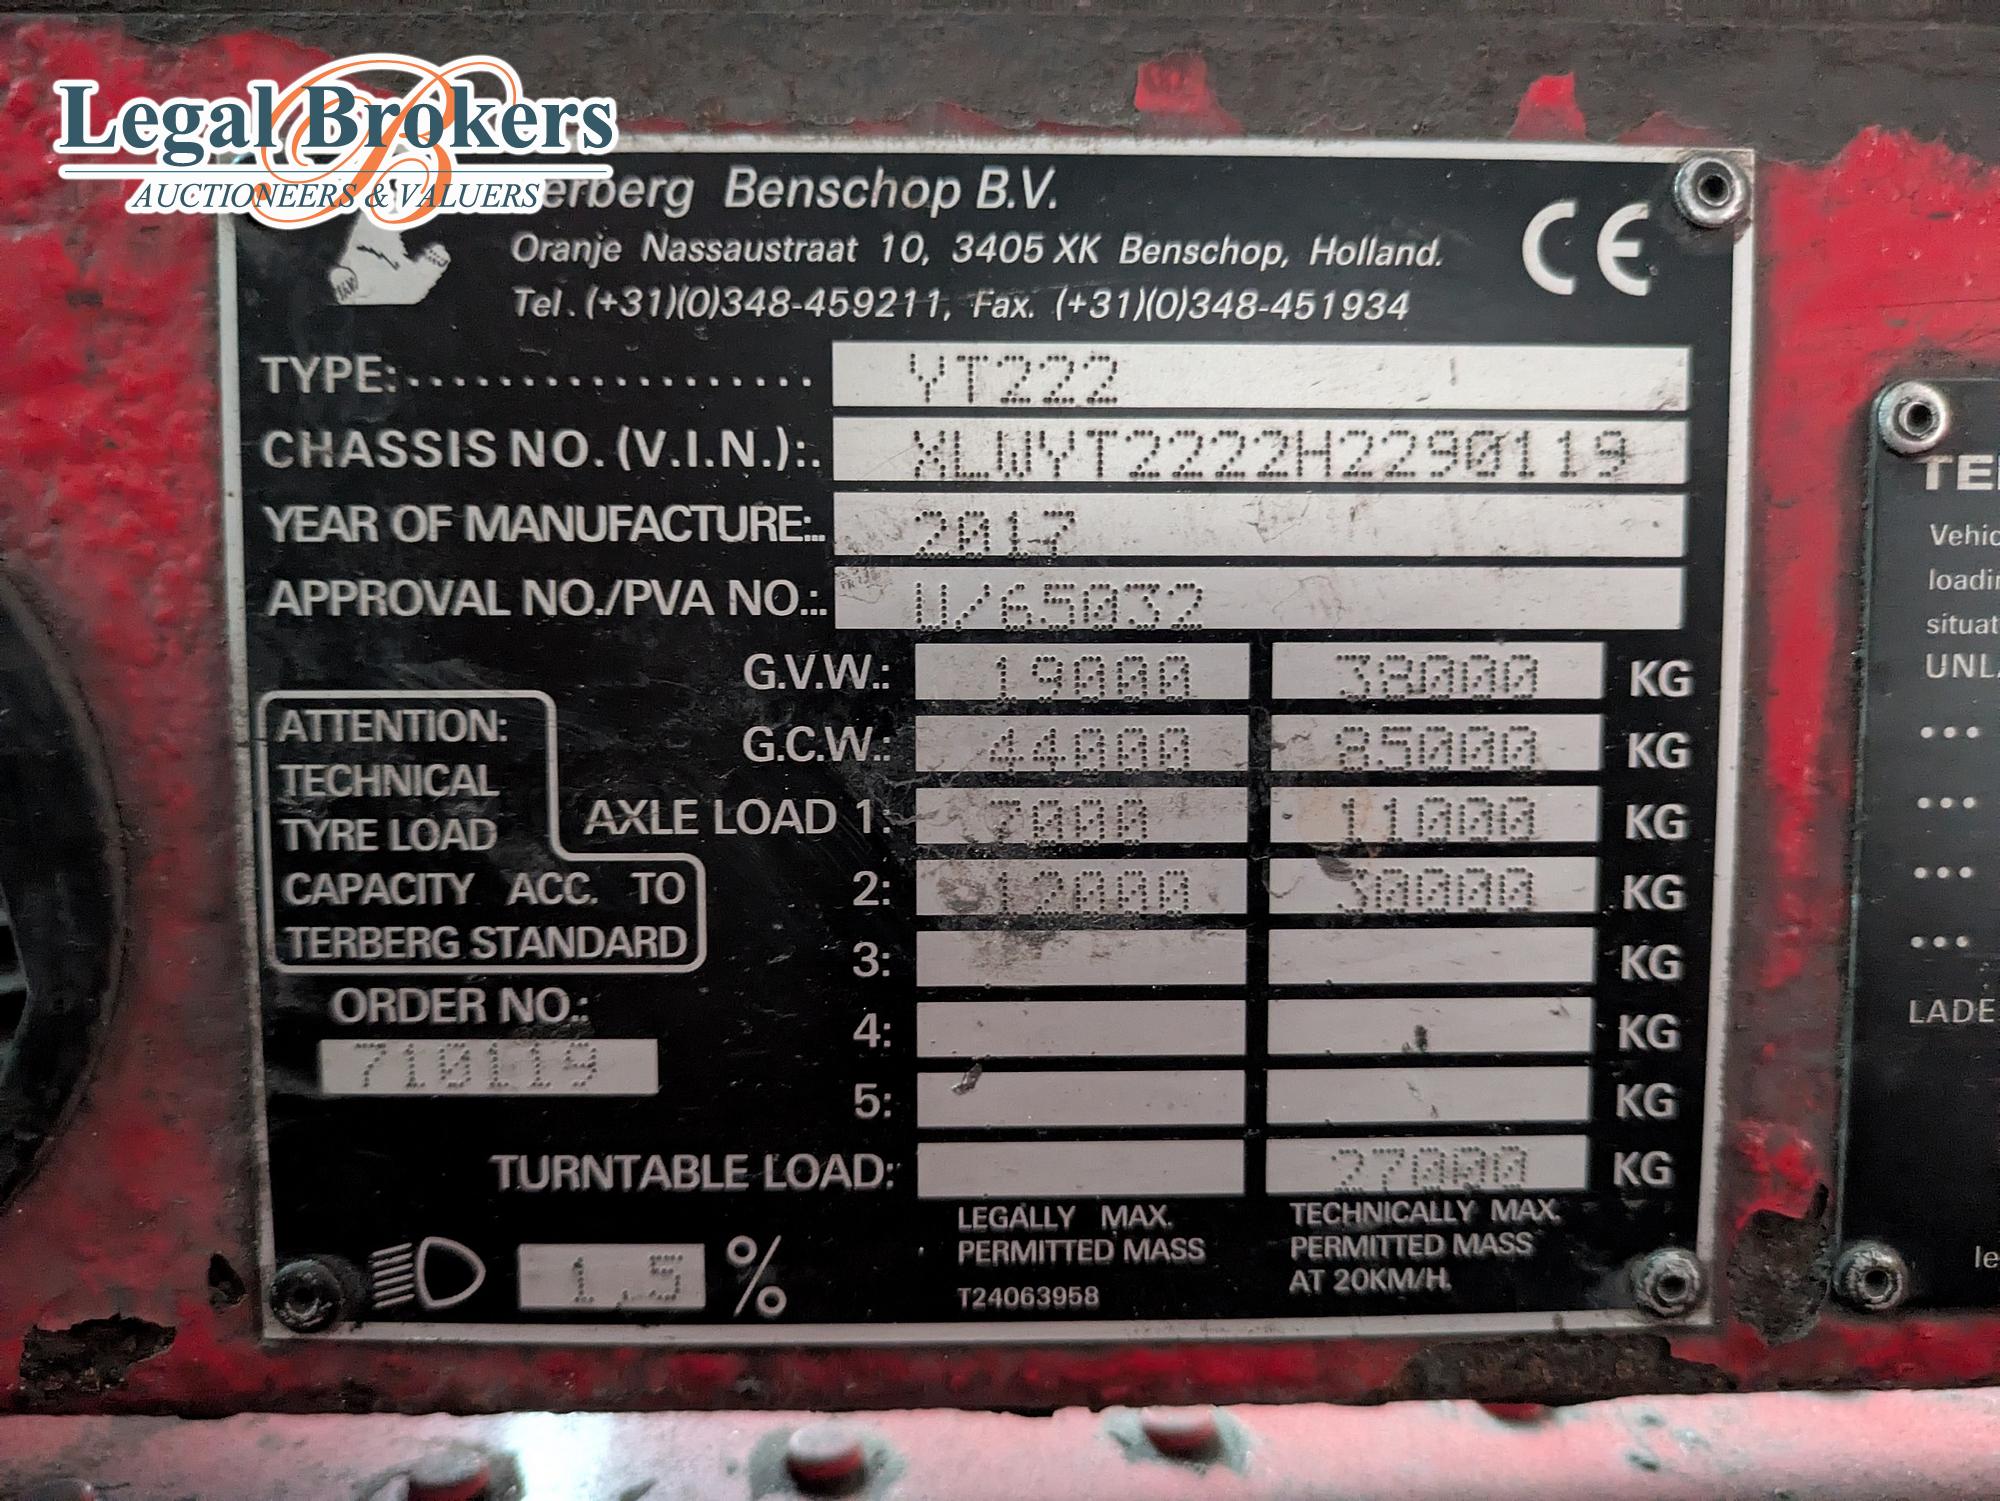 Legal Brokers
AUCTIONEERS & VALUERS
erberg Benschop B.V.
Oranje Nassaustraat 10, 3405 XK Benschop, Holland.
Tel. (+31)(0)348-459211, Fax. (+31)(0)348-451934
CE
TYPE:................... YT222
CHASSIS NO. (V.I.N.):. XLWYT2222H2290119
YEAR OF MANUFACTURE:... 2017
APPROVAL NO./PVA NO.:. U/65032
G.V.W.: 19000 38000 KG
G.C.W.: 44000 85000 KG
AXLE LOAD 1: 7000 11000 KG
2: 12000 30000 KG
3: KG
4: KG
5: KG
TURNTABLE LOAD: 27000 KG
ATTENTION:
TECHNICAL
TYRE LOAD
CAPACITY ACC. TO
TERBERG STANDARD
ORDER NO.:
710119
1.5 %
LEGALLY MAX.
PERMITTED MASS
T24063958
TECHNICALLY MAX.
PERMITTED MASS
AT 20KM/H.
TE
Vehic
loadi
situat
UNL
...
...
...
...
LADE
le